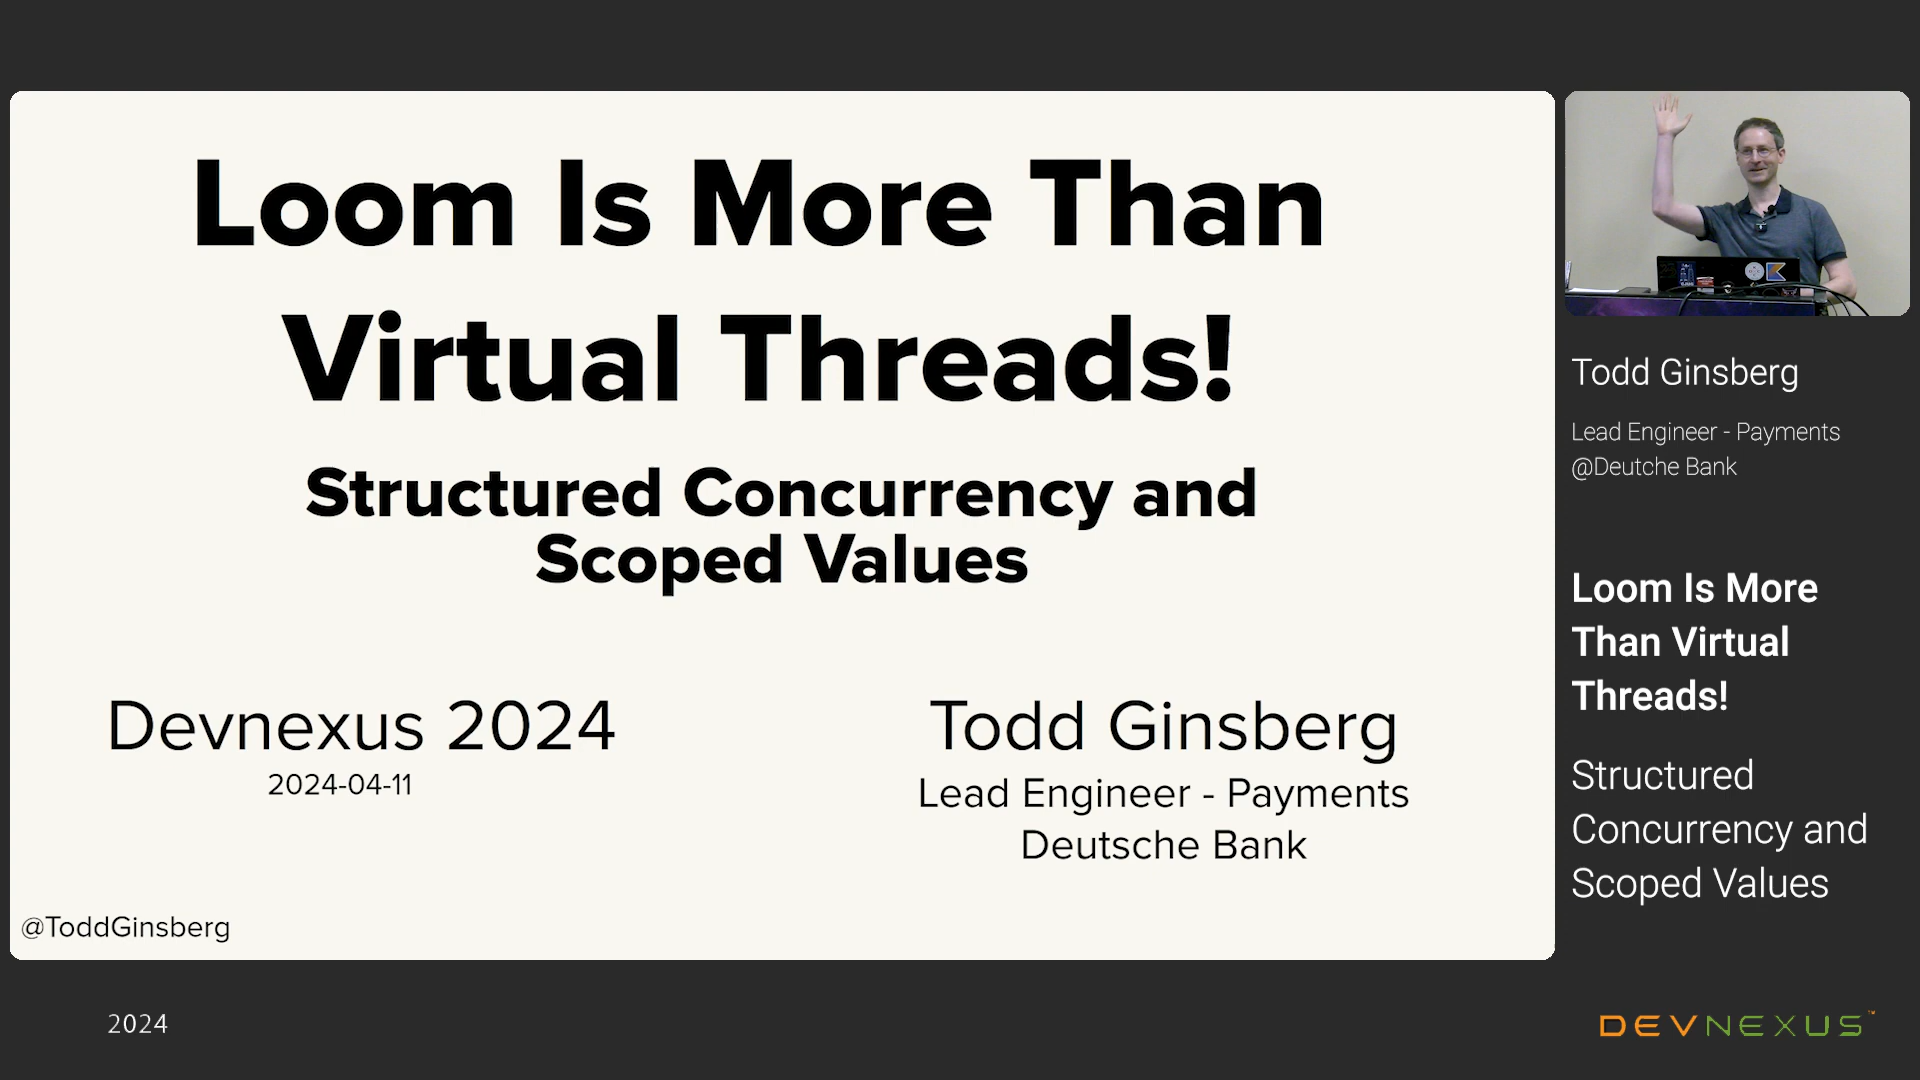 Loom Is More Than
Virtual Threads!
Structured Concurrency and
Scoped Values
Devnexus 2024
2024-04-11
Todd Ginsberg
Lead Engineer - Payments
Deutsche Bank
@ToddGinsberg
Todd Ginsberg
Lead Engineer - Payments
@Deutche Bank
Loom Is More
Than Virtual
Threads!
Structured
Concurrency and
Scoped Values
2024
DEVNEXUS™